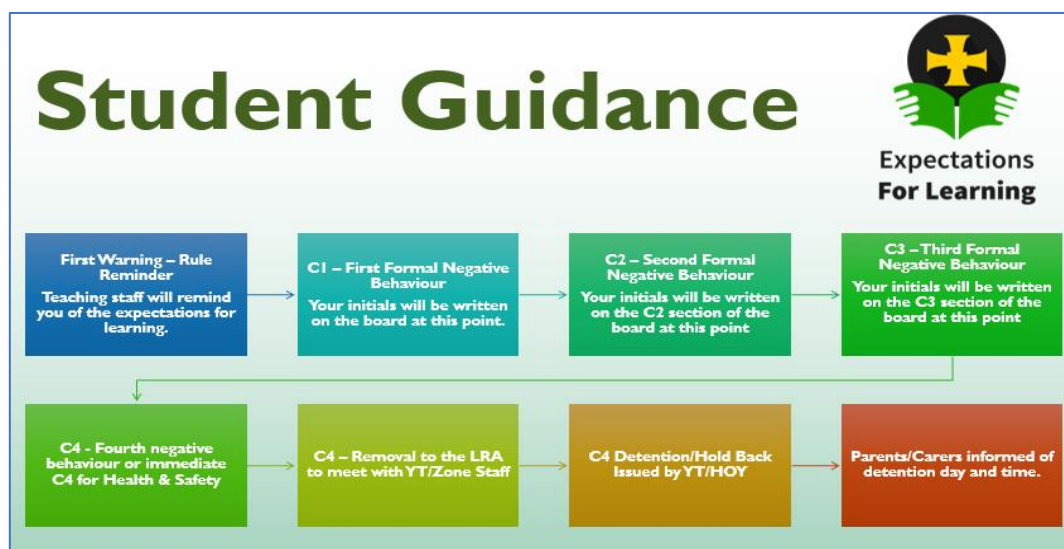 Student Guidance
Expectations
For Learning
First Warning – Rule
Reminder
Teaching staff will remind
you of the expectations for
learning.
C1 – First Formal Negative
Behaviour
Your initials will be written
on the board at this point.
C2 – Second Formal
Negative Behaviour
Your initials will be written
on the C2 section of the
board at this point
C3 – Third Formal
Negative Behaviour
Your initials will be written
on the C3 section of the
board at this point
C4 - Fourth negative
behaviour or immediate
C4 for Health & Safety
C4 – Removal to the LRA
to meet with YT/Zone Staff
C4 Detention/Hold Back
Issued by YT/HOY
Parents/Carers informed of
detention day and time.